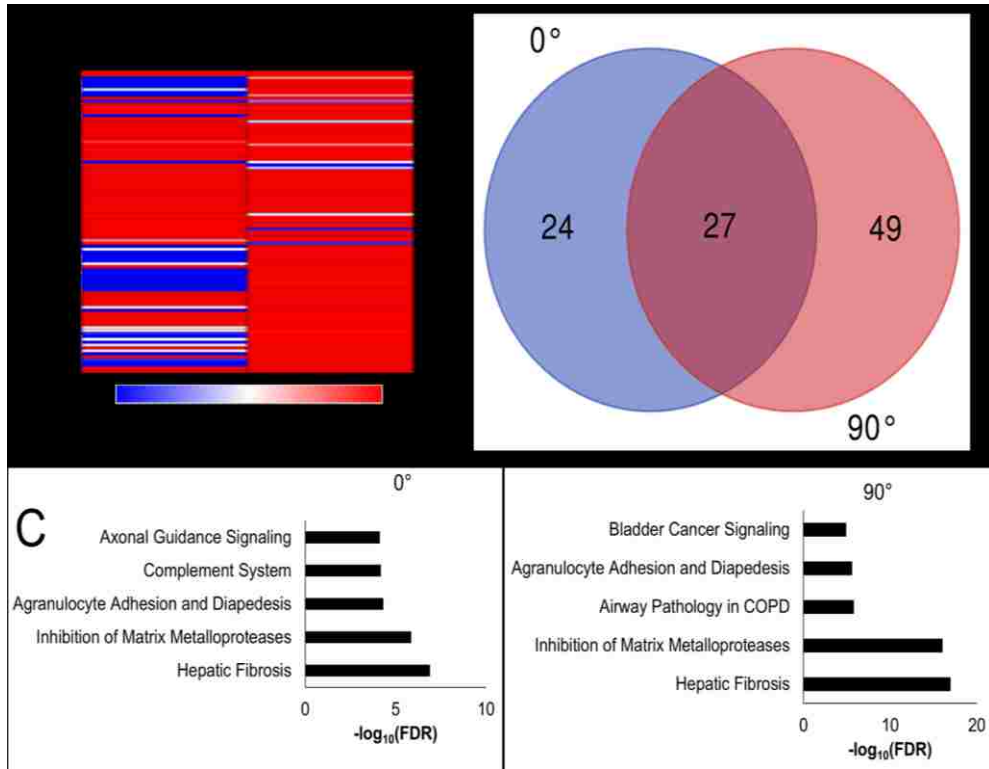 0°
24
27
49
90°
C
0°
Axonal Guidance Signaling
Complement System
Agranulocyte Adhesion and Diapedesis
Inhibition of Matrix Metalloproteases
Hepatic Fibrosis
0 5 10
-log10(FDR)
90°
Bladder Cancer Signaling
Agranulocyte Adhesion and Diapedesis
Airway Pathology in COPD
Inhibition of Matrix Metalloproteases
Hepatic Fibrosis
0 10 20
-log10(FDR)